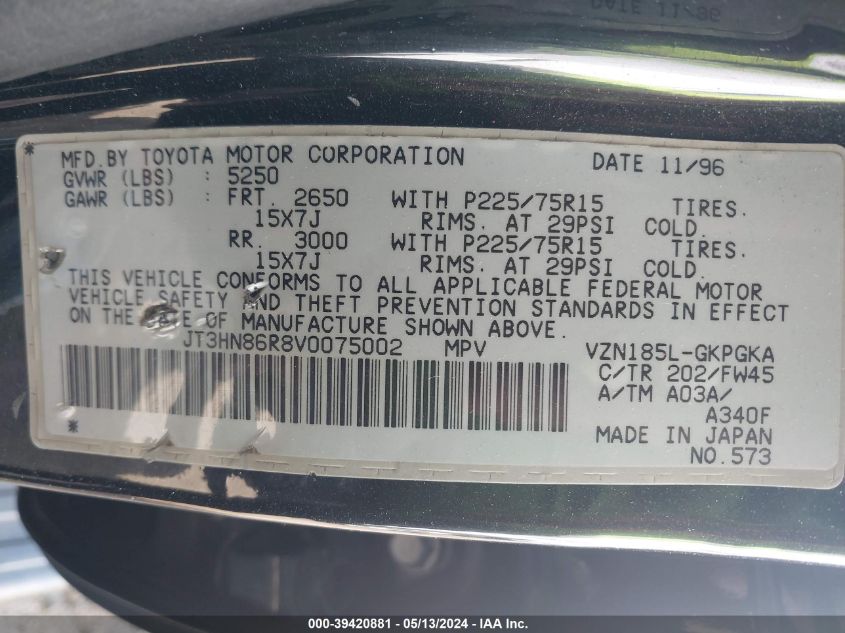 * MFD.BY TOYOTA MOTOR CORPORATION DATE 11/96
GVWR (LBS) : 5250
GAWR (LBS) : FRT. 2650 WITH P225/75R15 TIRES.
15X7J RIMS. AT 29PSI COLD.
RR. 3000 WITH P225/75R15 TIRES.
15X7J RIMS. AT 29PSI COLD.
THIS VEHICLE CONFORMS TO ALL APPLICABLE FEDERAL MOTOR
VEHICLE SAFETY AND THEFT PREVENTION STANDARDS IN EFFECT
ON THE DATE OF MANUFACTURE SHOWN ABOVE.
JT3HN86R8V0075002 MPV VZN185L-GKPGKA
C/TR 202/FW45
A/TM A03A/
A340F
* MADE IN JAPAN
NO.573
000-39420881 - 05/13/2024 - IAA Inc.